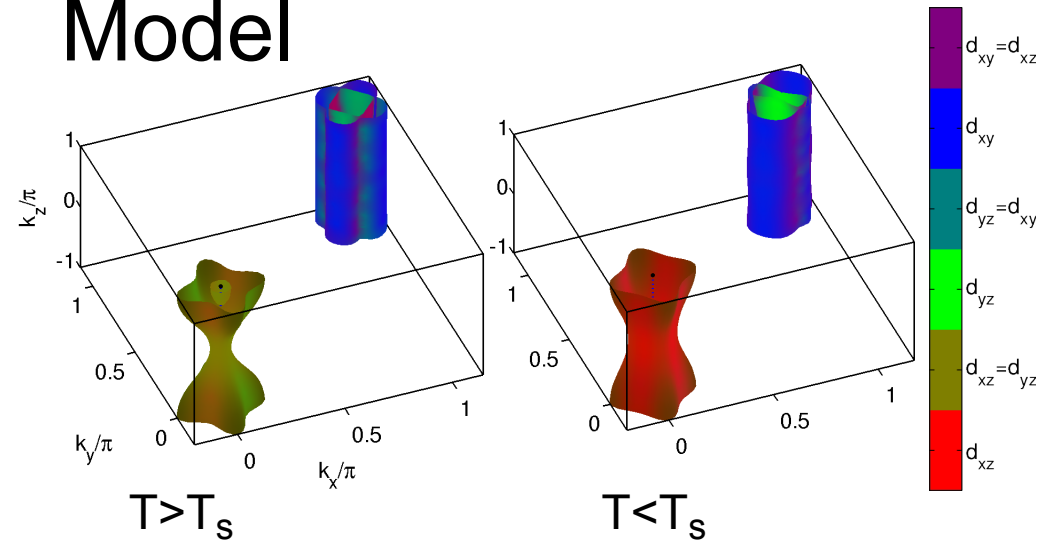 Model
1
0
-1
k_z/π
1
0.5
0
k_y/π
0
0.5
1
k_x/π
T>T_s
1
0
-1
1
0.5
0
0
0.5
1
T<T_s
d_xy=d_xz
d_xy
d_yz=d_xy
d_yz
d_xz=d_yz
d_xz